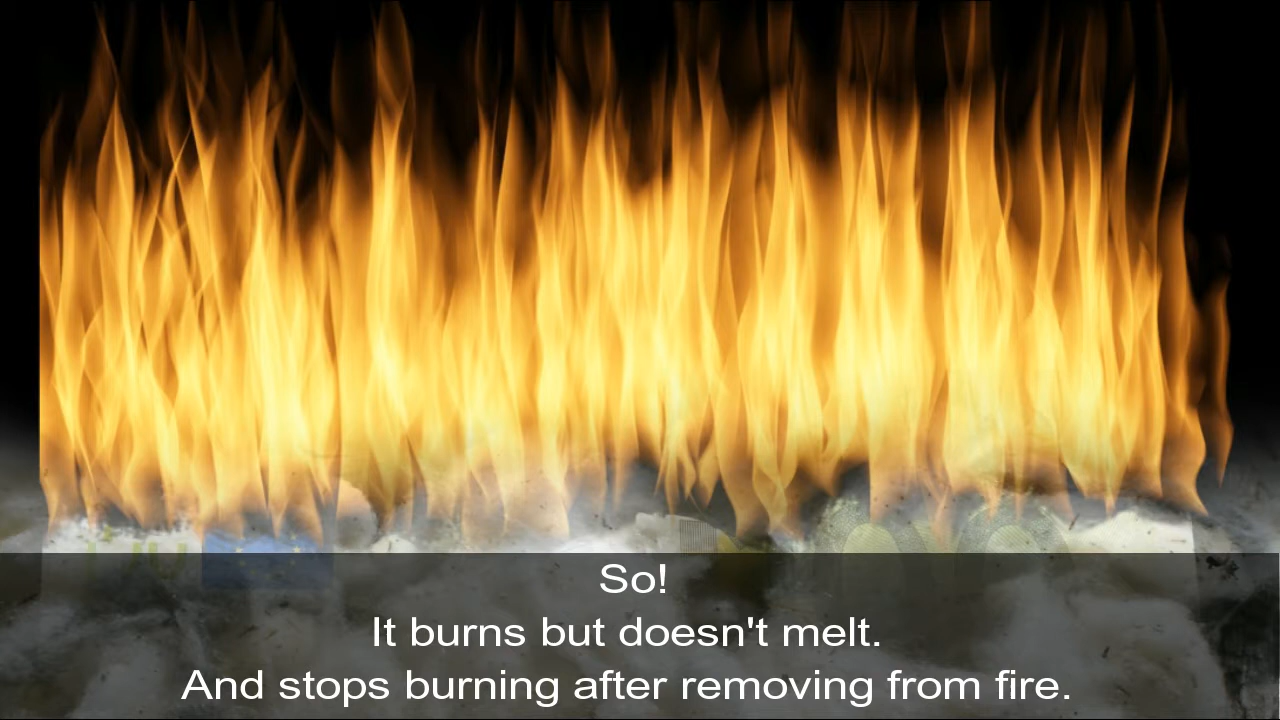 So!
It burns but doesn't melt.
And stops burning after removing from fire.